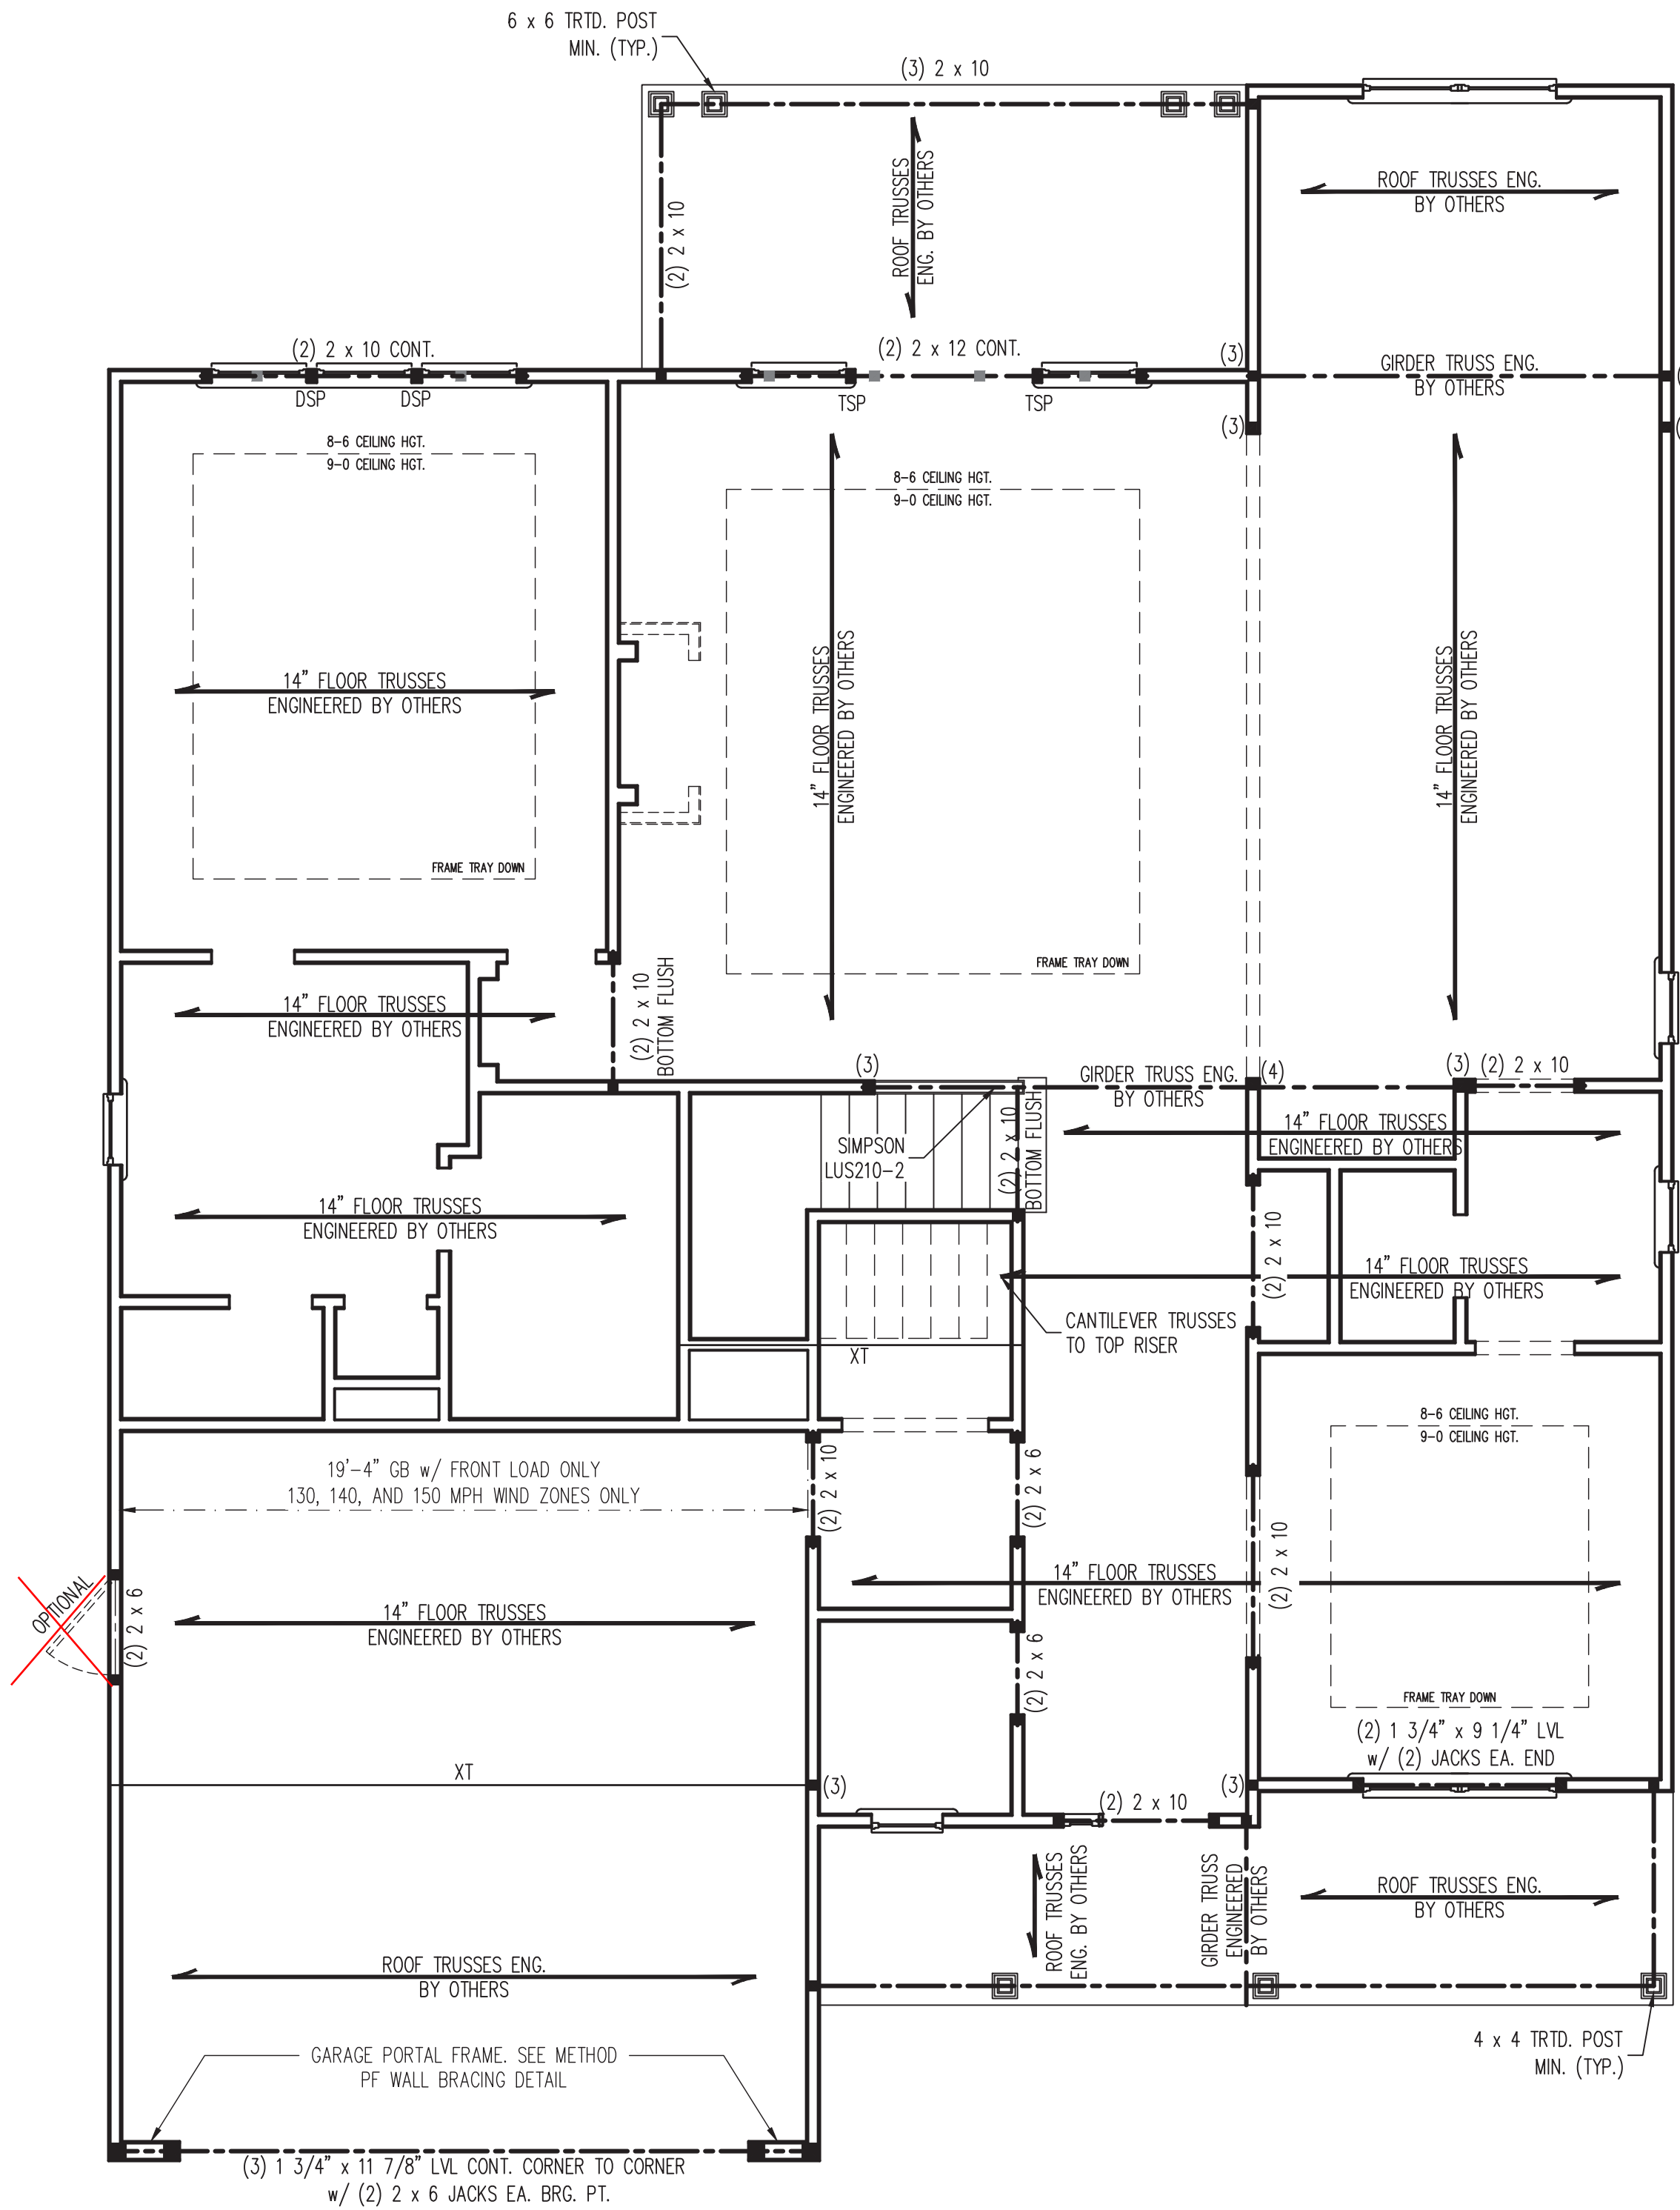 6 x 6 TRTD. POST
MIN. (TYP.)
(3) 2 x 10
ROOF TRUSSES
ENG. BY OTHERS
(2) 2 x 10
ROOF TRUSSES ENG.
BY OTHERS
(2) 2 x 10 CONT.
DSP
DSP
(2) 2 x 12 CONT.
TSP
TSP
(3)
GIRDER TRUSS ENG.
BY OTHERS
(3)
8-6 CEILING HGT.
9-0 CEILING HGT.
8-6 CEILING HGT.
9-0 CEILING HGT.
14" FLOOR TRUSSES
ENGINEERED BY OTHERS
14" FLOOR TRUSSES
ENGINEERED BY OTHERS
14" FLOOR TRUSSES
ENGINEERED BY OTHERS
FRAME TRAY DOWN
FRAME TRAY DOWN
14" FLOOR TRUSSES
ENGINEERED BY OTHERS
(2) 2 x 10
BOTTOM FLUSH
(3)
GIRDER TRUSS ENG.
BY OTHERS
(4)
(3)
(2) 2 x 10
SIMPSON
LUS210-2
(2) 2 x 10
BOTTOM FLUSH
14" FLOOR TRUSSES
ENGINEERED BY OTHERS
14" FLOOR TRUSSES
ENGINEERED BY OTHERS
(2) 2 x 10
14" FLOOR TRUSSES
ENGINEERED BY OTHERS
CANTILEVER TRUSSES
TO TOP RISER
XT
8-6 CEILING HGT.
9-0 CEILING HGT.
19'-4" GB w/ FRONT LOAD ONLY
130, 140, AND 150 MPH WIND ZONES ONLY
(2) 2 x 10
(2) 2 x 6
(2) 2 x 10
14" FLOOR TRUSSES
ENGINEERED BY OTHERS
OPTIONAL
(2) 2 x 6
14" FLOOR TRUSSES
ENGINEERED BY OTHERS
(2) 2 x 6
FRAME TRAY DOWN
(2) 1 3/4" x 9 1/4" LVL
w/ (2) JACKS EA. END
XT
(3)
(3)
(2) 2 x 10
ROOF TRUSSES
ENG. BY OTHERS
GIRDER TRUSS
ENGINEERED
BY OTHERS
ROOF TRUSSES ENG.
BY OTHERS
ROOF TRUSSES ENG.
BY OTHERS
GARAGE PORTAL FRAME. SEE METHOD
PF WALL BRACING DETAIL
4 x 4 TRTD. POST
MIN. (TYP.)
(3) 1 3/4" x 11 7/8" LVL CONT. CORNER TO CORNER
w/ (2) 2 x 6 JACKS EA. BRG. PT.